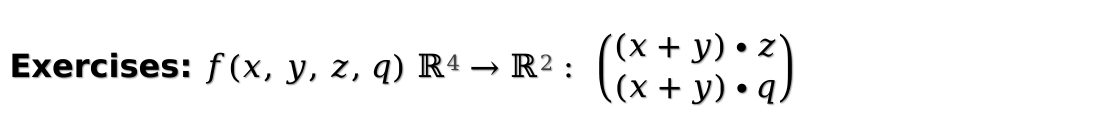 Exercises: f(x, y, z, q) ℝ⁴ → ℝ² : ((x + y) • z
(x + y) • q)